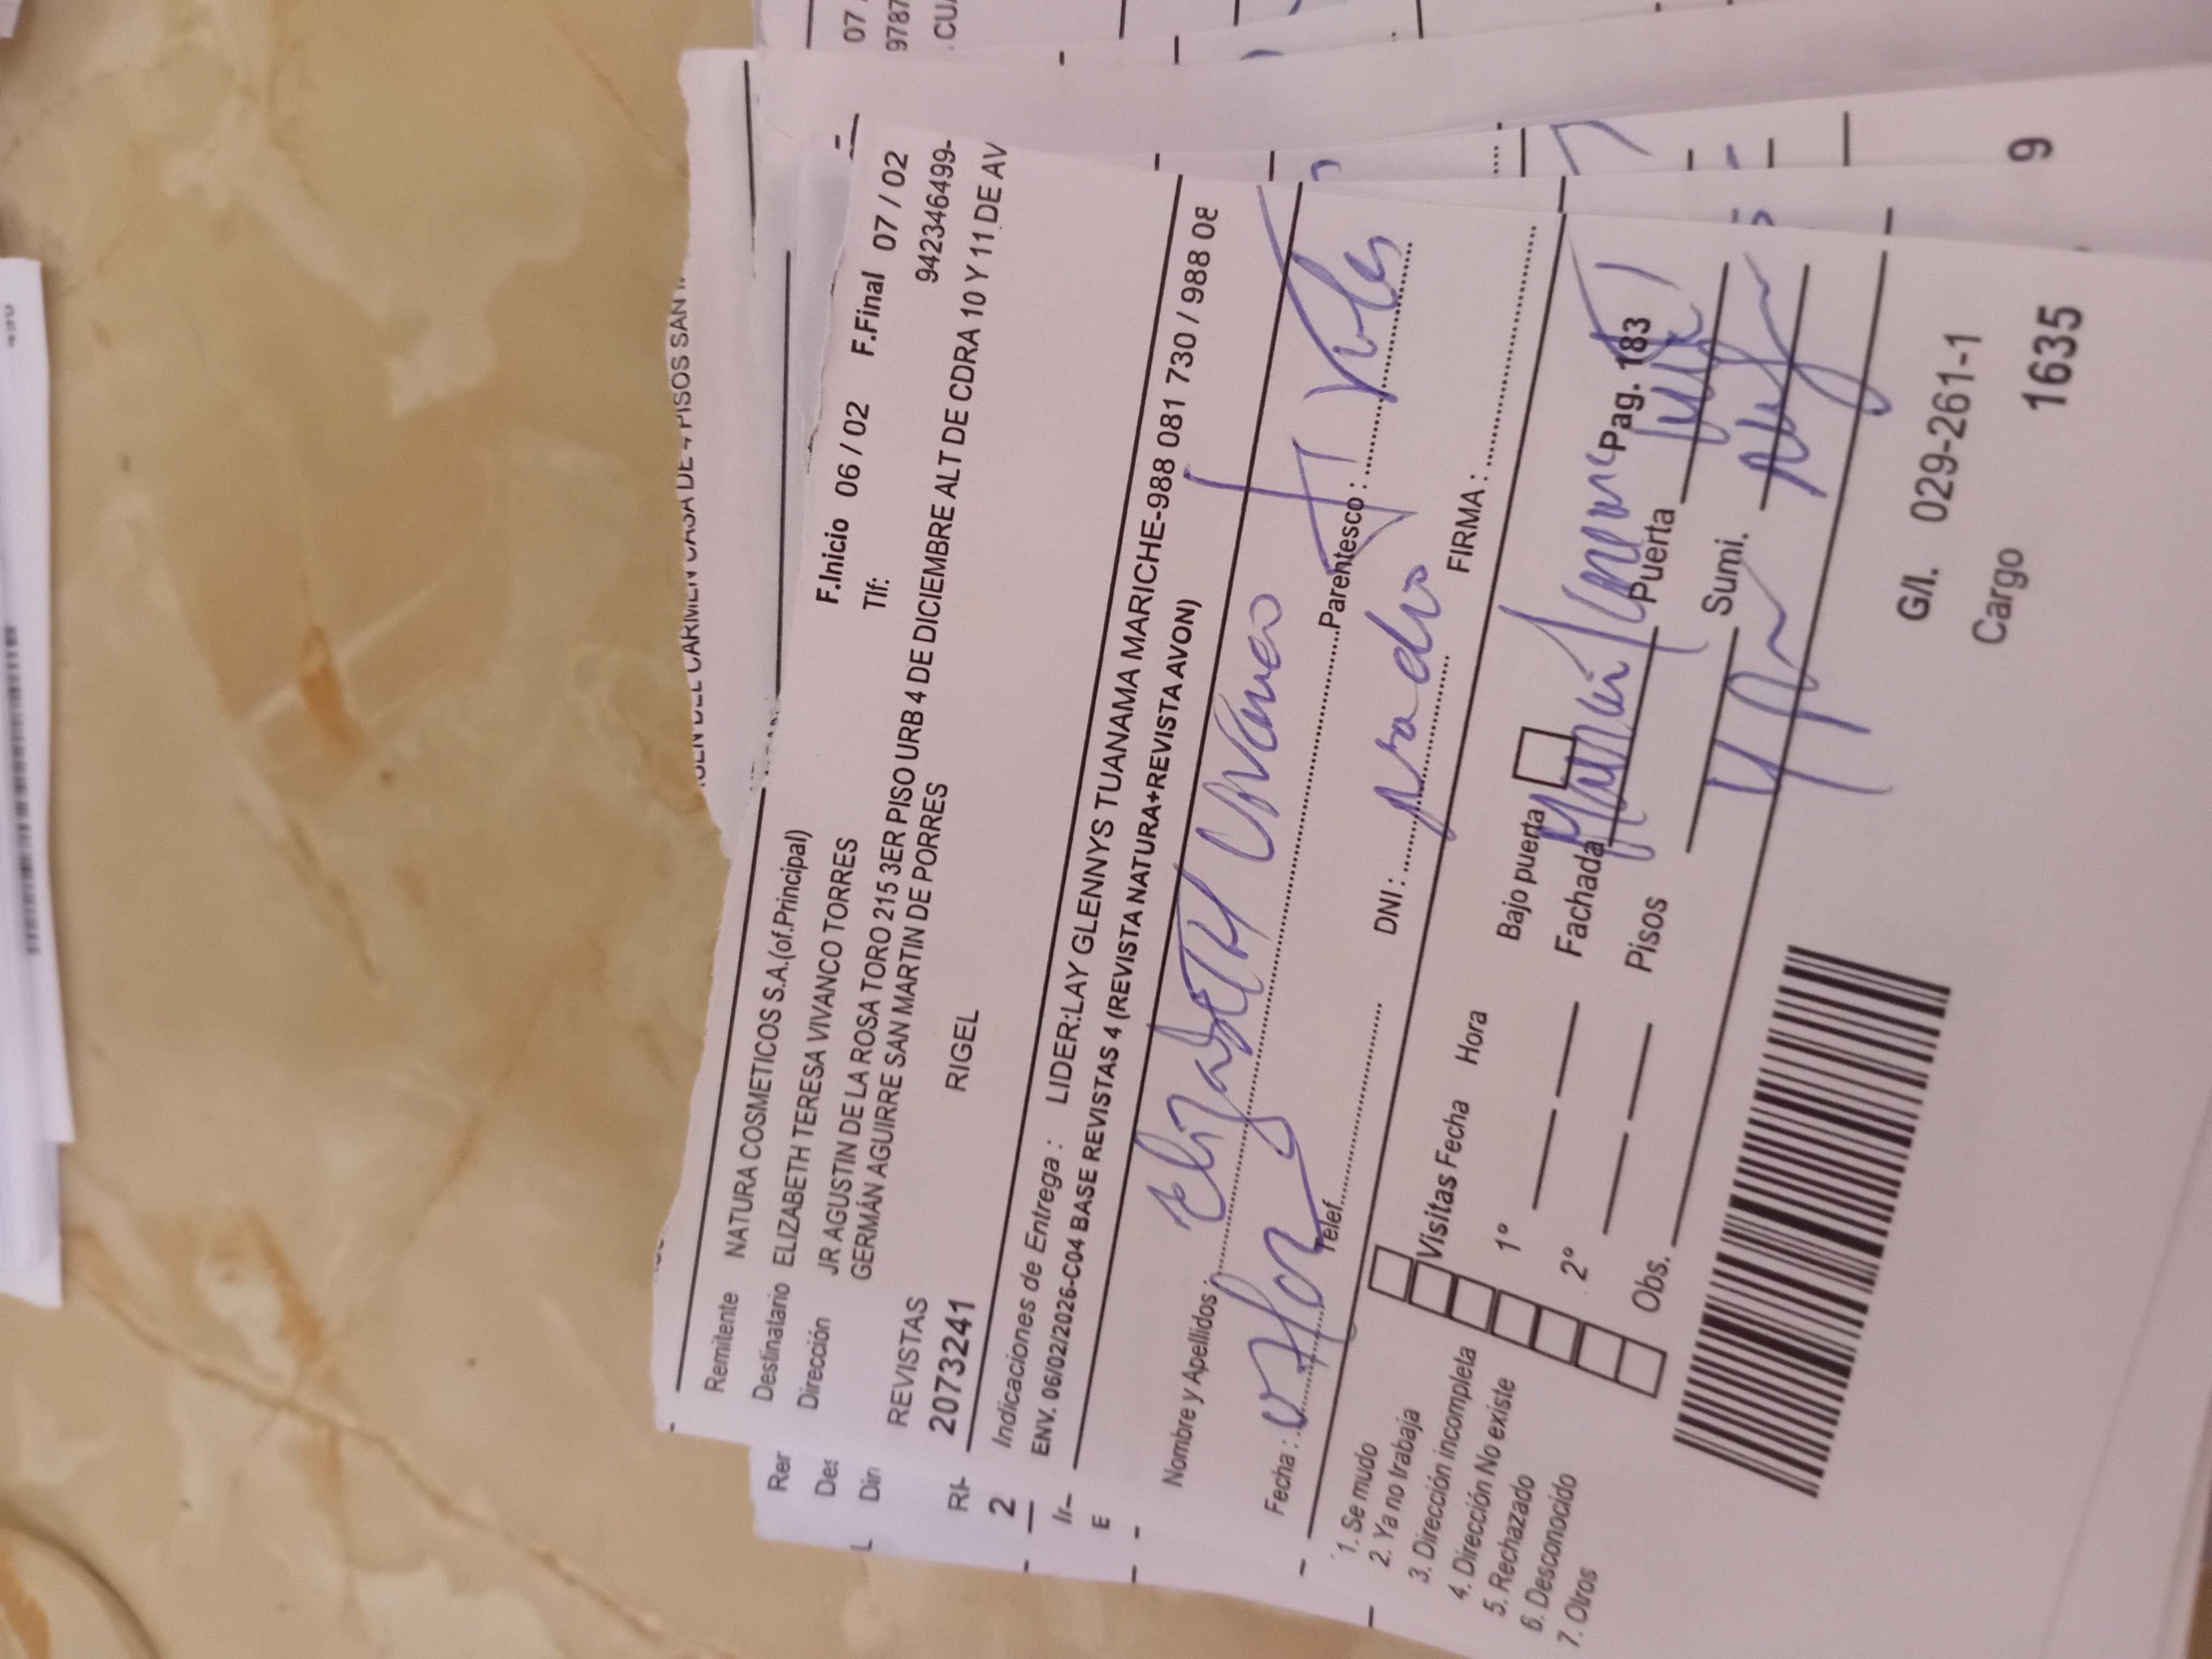 Remitente NATURA COSMETICOS S.A.(of.Principal)
Destinatario ELIZABETH TERESA VIVANCO TORRES F.Inicio 06 / 02 F.Final 07 / 02
Dirección JR AGUSTIN DE LA ROSA TORO 215 3ER PISO URB 4 DE DICIEMBRE ALT DE CDRA 10 Y 11 DE AV
Tlf: 942346499-
GERMÁN AGUIRRE SAN MARTIN DE PORRES
REVISTAS RIGEL
2073241
Indicaciones de Entrega : LIDER:LAY GLENNYS TUANAMA MARICHE-988 081 730 / 988 08
ENV. 06/02/2026-C04 BASE REVISTAS 4 (REVISTA NATURA+REVISTA AVON)
Nombre y Apellidos : Elizabeth Parentesco :
Fecha : Telef. DNI : FIRMA :
1. Se mudo
2. Ya no trabaja
3. Dirección incompleta
4. Dirección No existe
5. Rechazado
6. Desconocido
7. Otros
Visitas Fecha Hora
1°
2°
Obs.
Bajo puerta
Fachada Puerta
Pisos Sumi.
Pag. 183
G/I. 029-261-1
Cargo 1635
9